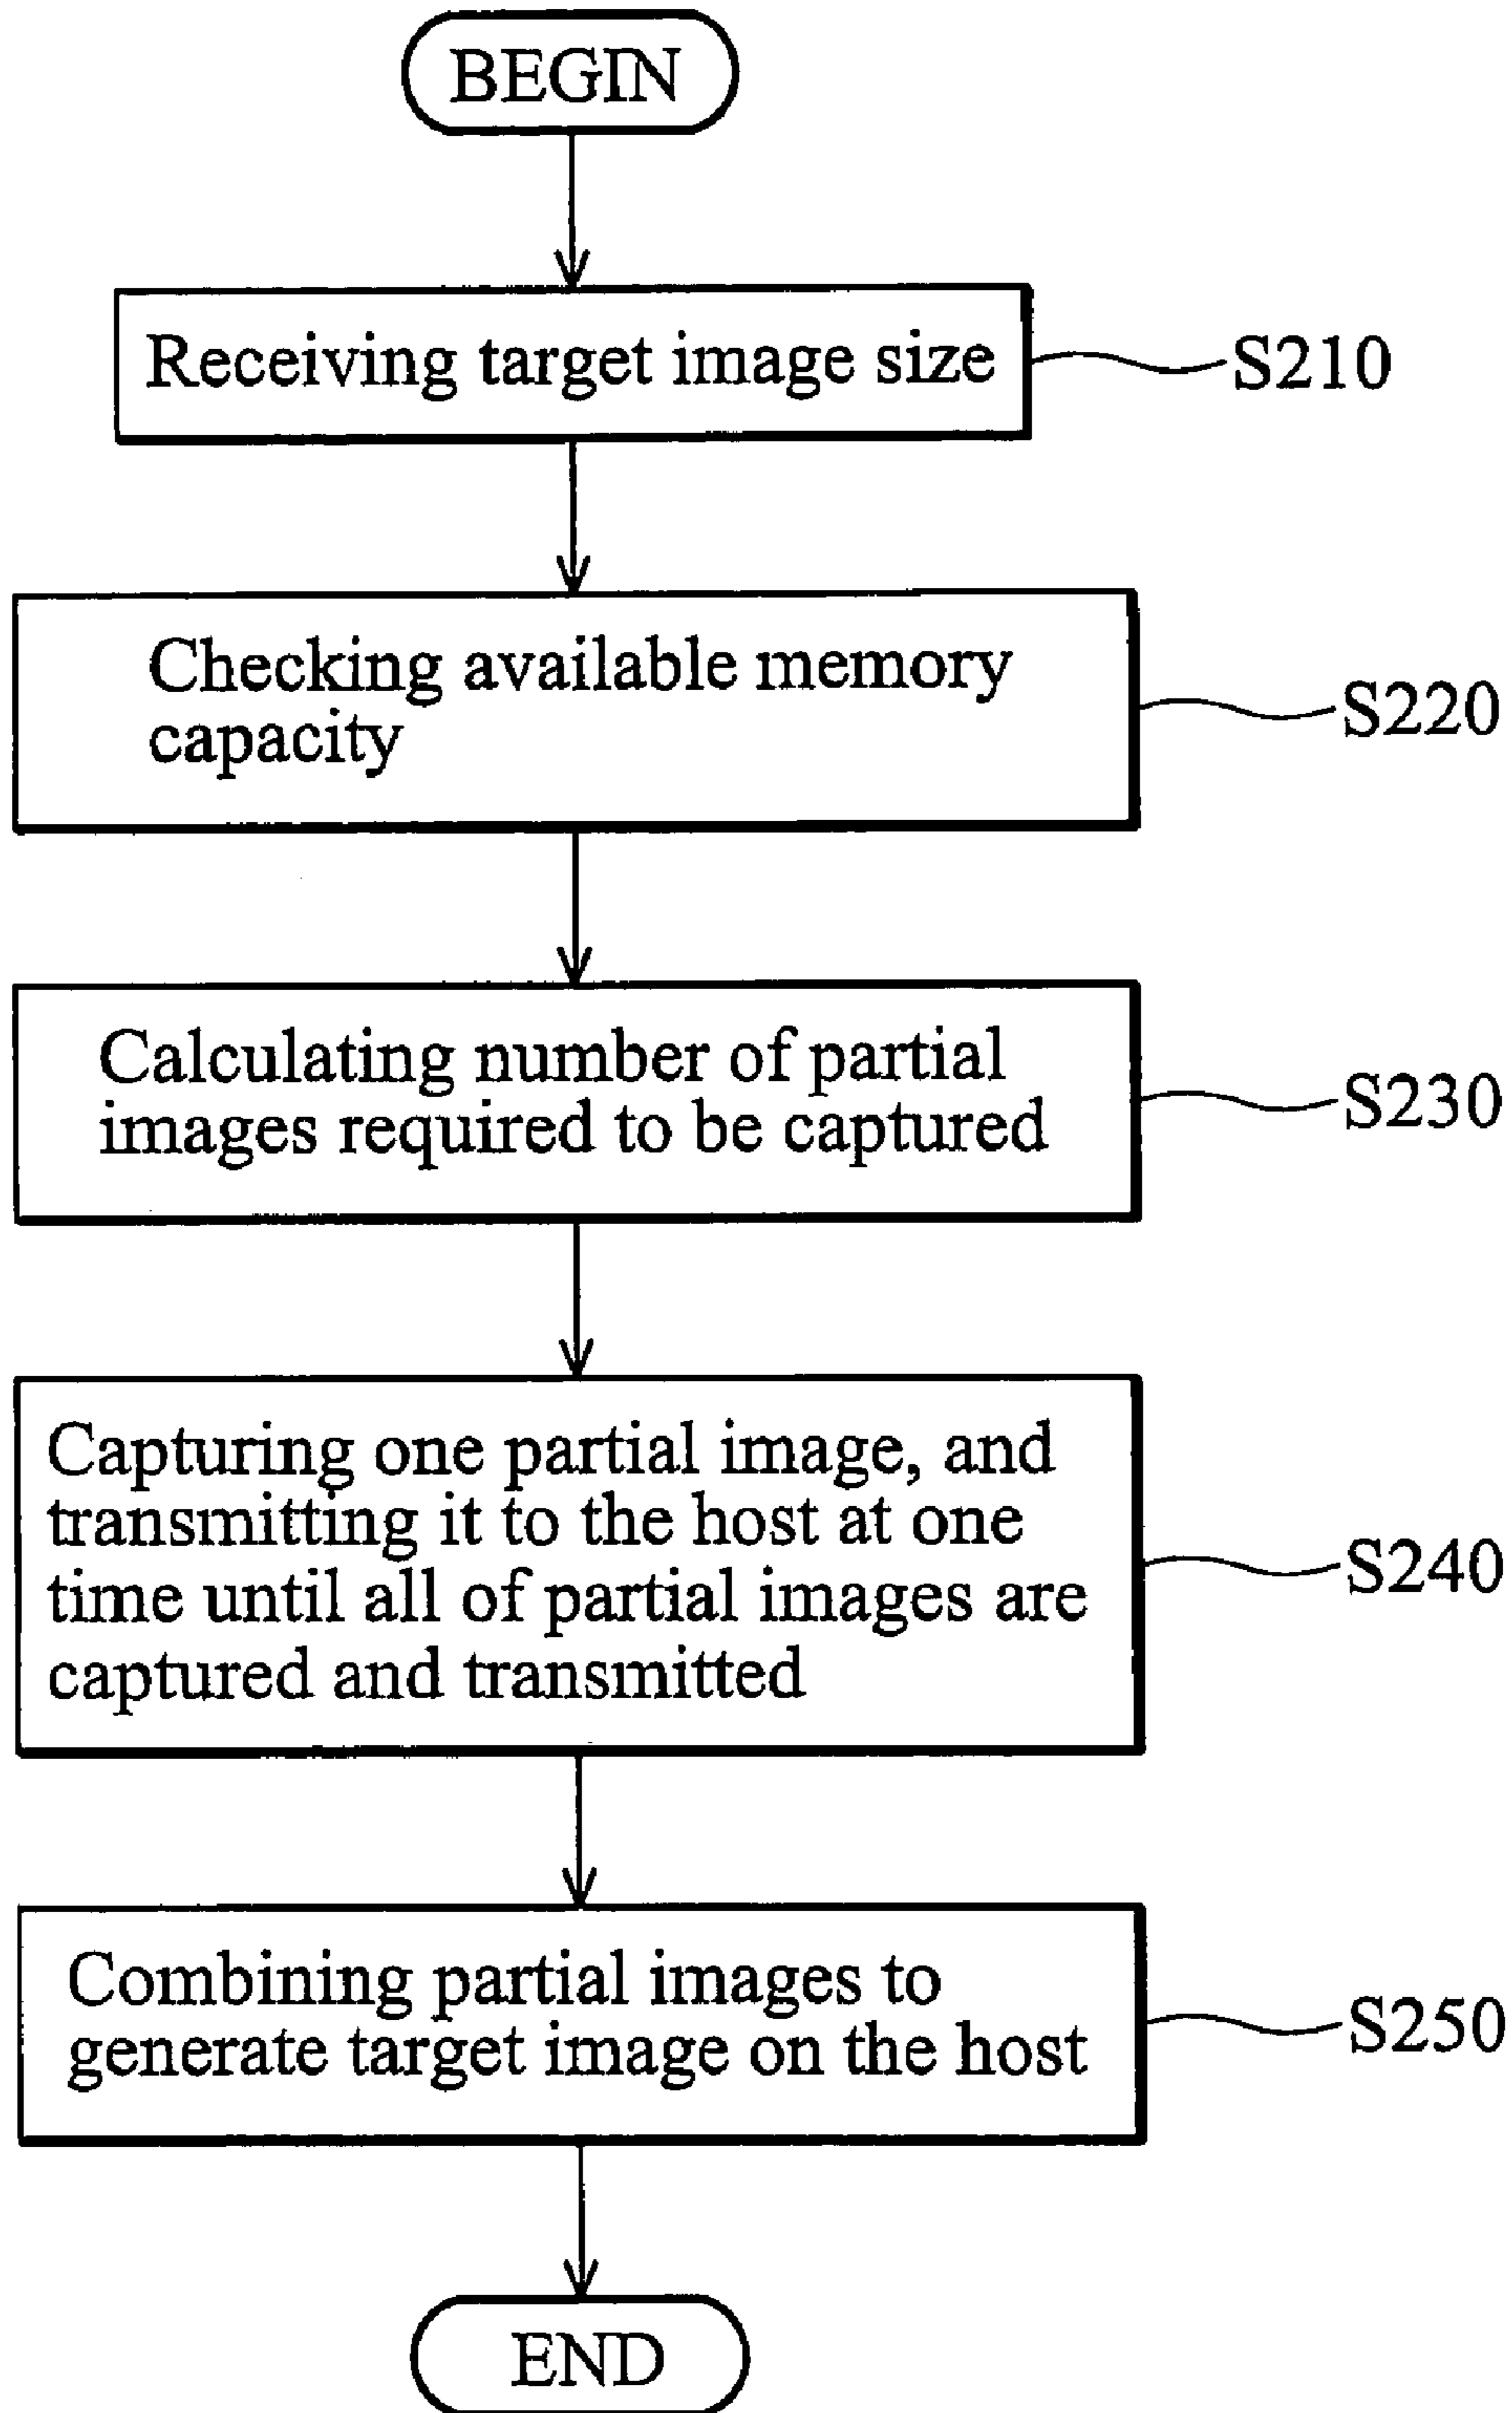 BEGIN
Receiving target image size
S210
Checking available memory
capacity
S220
Calculating number of partial
images required to be captured
S230
Capturing one partial image, and
transmitting it to the host at one
time until all of partial images are
captured and transmitted
S240
Combining partial images to
generate target image on the host
S250
END